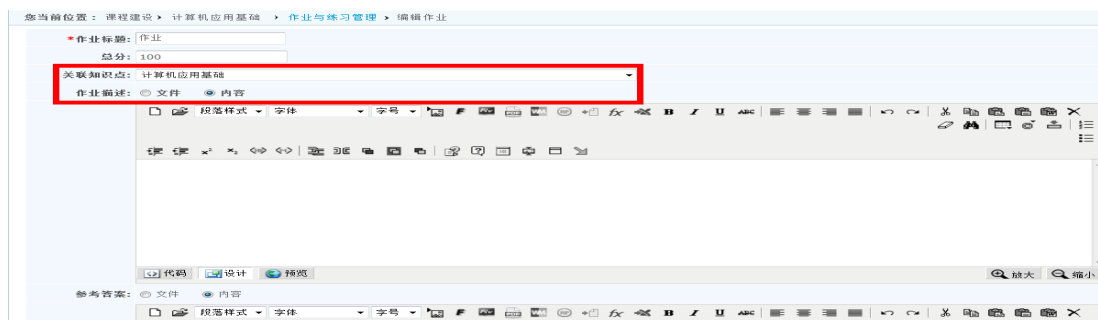 您当前位置：课程建设 > 计算机应用基础 > 作业与练习管理 > 编辑作业
*作业标题: 作业
总分: 100
关联知识点: 计算机应用基础
作业描述: 文件 内容
段落样式 字体 字号 B I U ABC
代码 设计 预览 放大 缩小
参考答案: 文件 内容
段落样式 字体 字号 B I U ABC